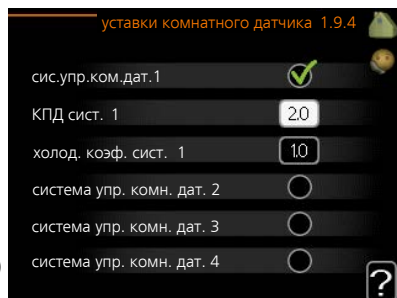 уставки комнатного датчика 1.9.4
сис.упр.ком.дат.1
КПД сист. 1 2.0
холод. коэф. сист. 1 1.0
система упр. комн. дат. 2
система упр. комн. дат. 3
система упр. комн. дат. 4
?